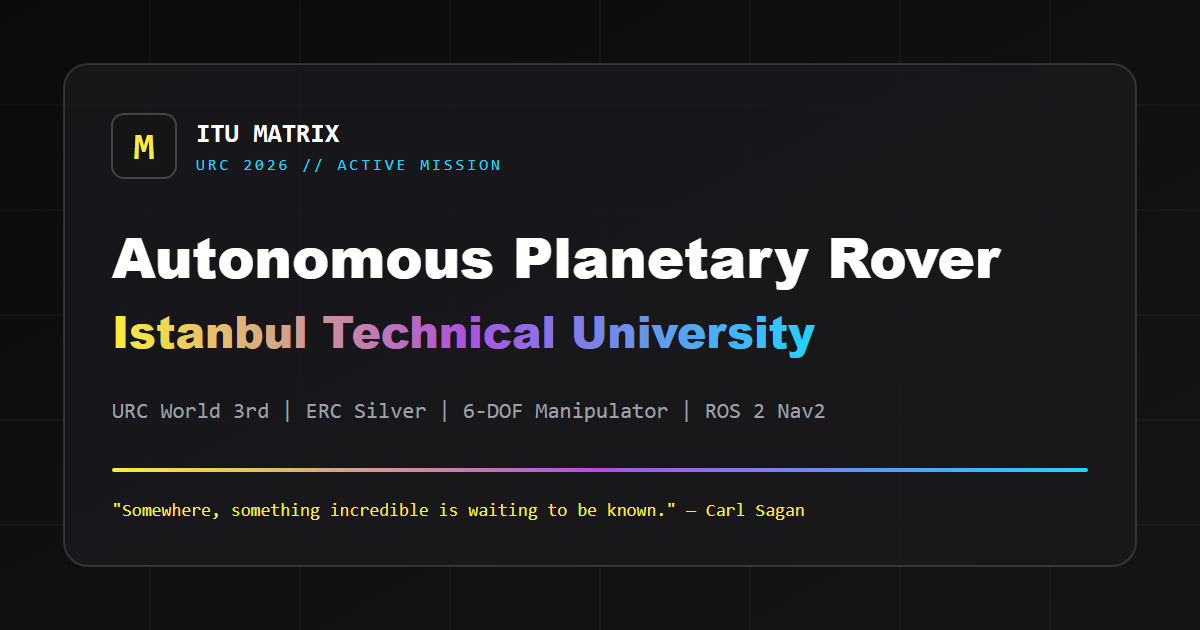 M
ITU MATRIX
URC 2026 // ACTIVE MISSION
Autonomous Planetary Rover
Istanbul Technical University
URC World 3rd | ERC Silver | 6-DOF Manipulator | ROS 2 Nav2
"Somewhere, something incredible is waiting to be known." — Carl Sagan